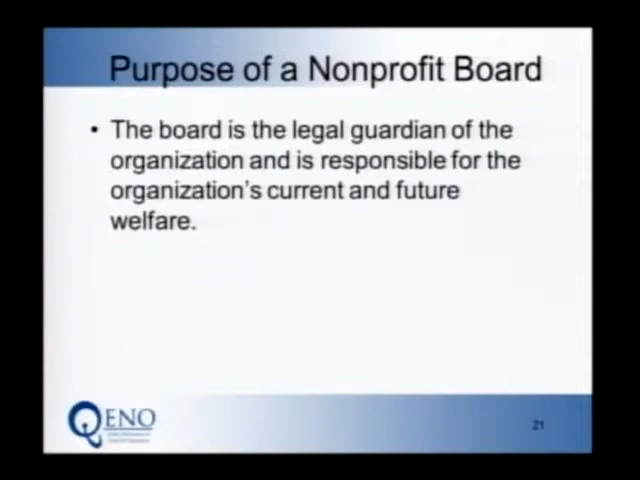 Purpose of a Nonprofit Board
• The board is the legal guardian of the
organization and is responsible for the
organization's current and future
welfare.
QENO
21